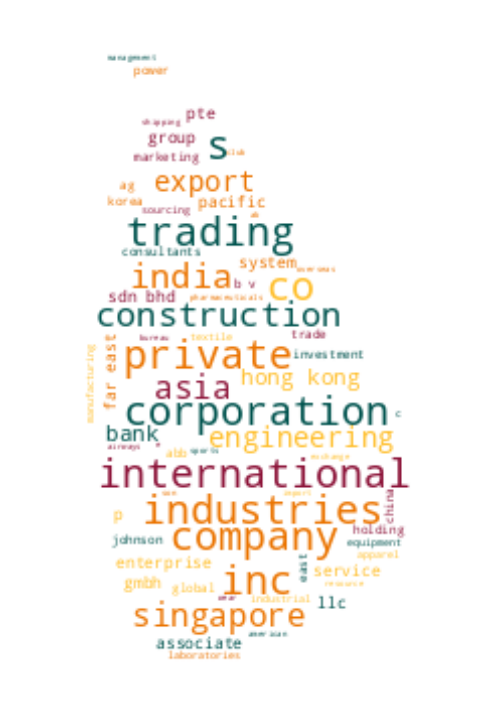 management
power
pte
shipping
group
s
club
marketing
export
ag
korea
pacific
sourcing
trading
consultants
system
overseas
india
b v
co
sdn bhd
pharmaceuticals
construction
bureau
textile
trade
far east
private
investment
manufacturing
asia
hong kong
corporation
c
bank
engineering
airways
abb
sports
exchange
international
export
industries
china
p
company
holding
johnson
equipment
apparel
enterprise
east
service
gmbh
global
inc
resource
near
industrial
llc
singapore
american
associate
laboratories